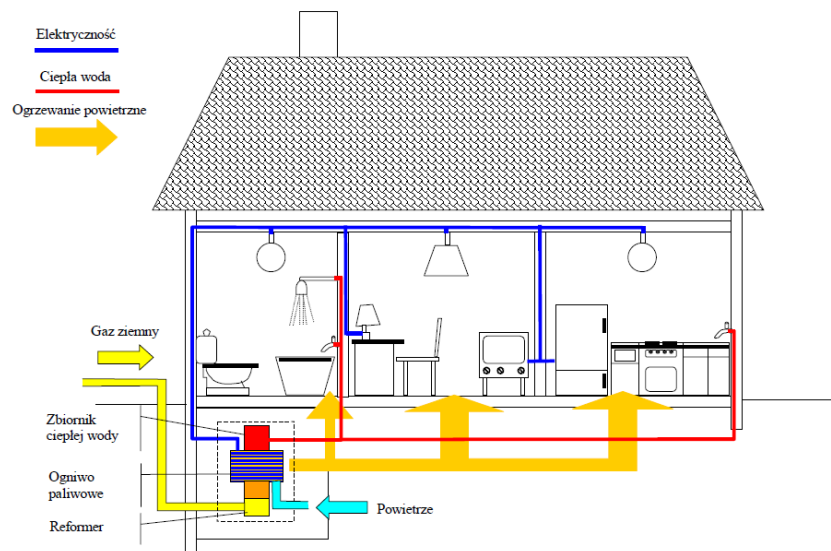 Elektryczność
Ciepła woda
Ogrzewanie powietrzne
Gaz ziemny
Zbiornik
ciepłej wody
Ogniwo
paliwowe
Reformer
Powietrze